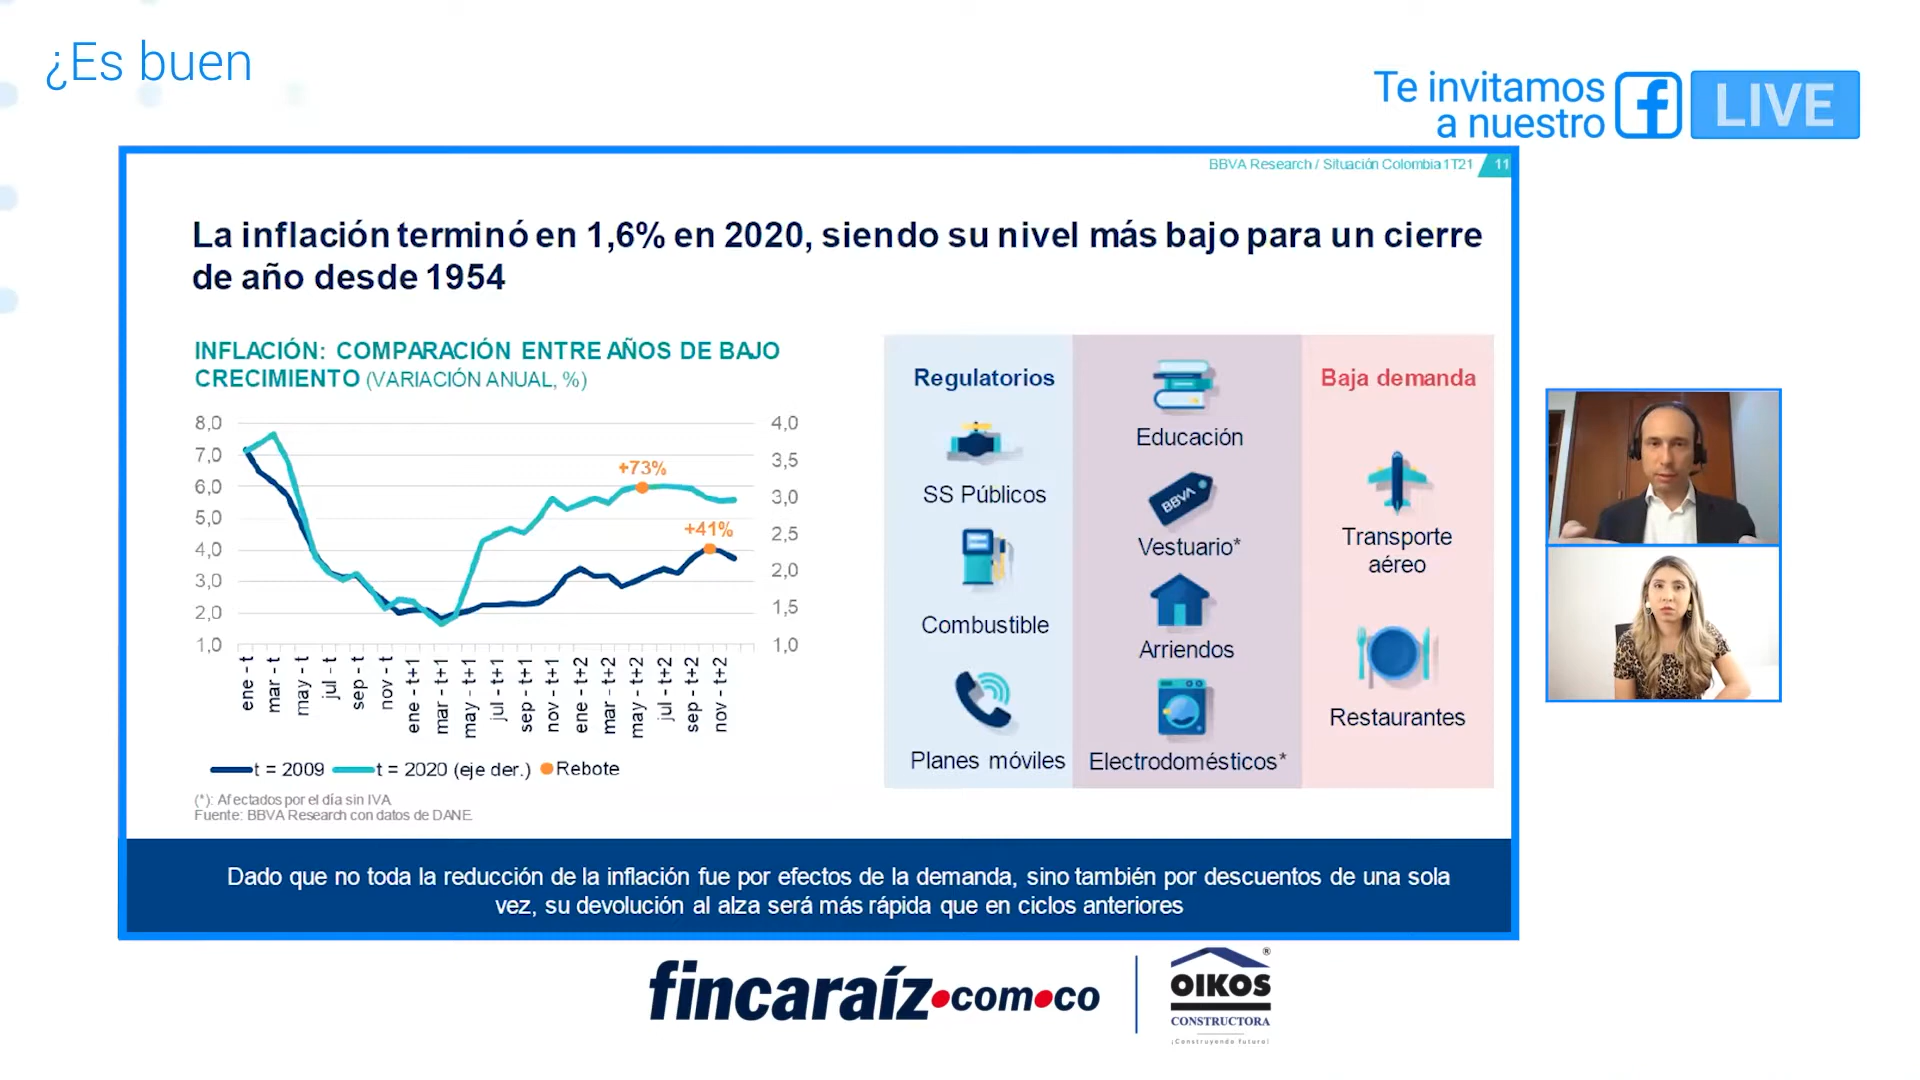 ¿Es buen
Te invitamos
a nuestro
LIVE
BBVA Research / Situación Colombia 1T21
11
La inflación terminó en 1,6% en 2020, siendo su nivel más bajo para un cierre
de año desde 1954
INFLACIÓN: COMPARACIÓN ENTRE AÑOS DE BAJO
CRECIMIENTO (VARIACIÓN ANUAL, %)
8,0
7,0
6,0
5,0
4,0
3,0
2,0
1,0
4,0
3,5
3,0
2,5
2,0
1,5
1,0
+73%
+41%
ene - t
mar - t
may - t
jul - t
sep - t
nov - t
ene - t+1
mar - t+1
may - t+1
jul - t+1
sep - t+1
nov - t+1
ene - t+2
mar - t+2
may - t+2
jul - t+2
sep - t+2
nov - t+2
t = 2009
t = 2020 (eje der.)
Rebote
(*): Afectados por el día sin IVA
Fuente: BBVA Research con datos de DANE.
Regulatorios
SS Públicos
Combustible
Planes móviles
Educación
BBVA
Vestuario*
Arriendos
Electrodomésticos*
Baja demanda
Transporte
aéreo
Restaurantes
Dado que no toda la reducción de la inflación fue por efectos de la demanda, sino también por descuentos de una sola
vez, su devolución al alza será más rápida que en ciclos anteriores
fincaraíz.com.co
OIKOS
®
CONSTRUCTORA
¡Construyendo futuro!